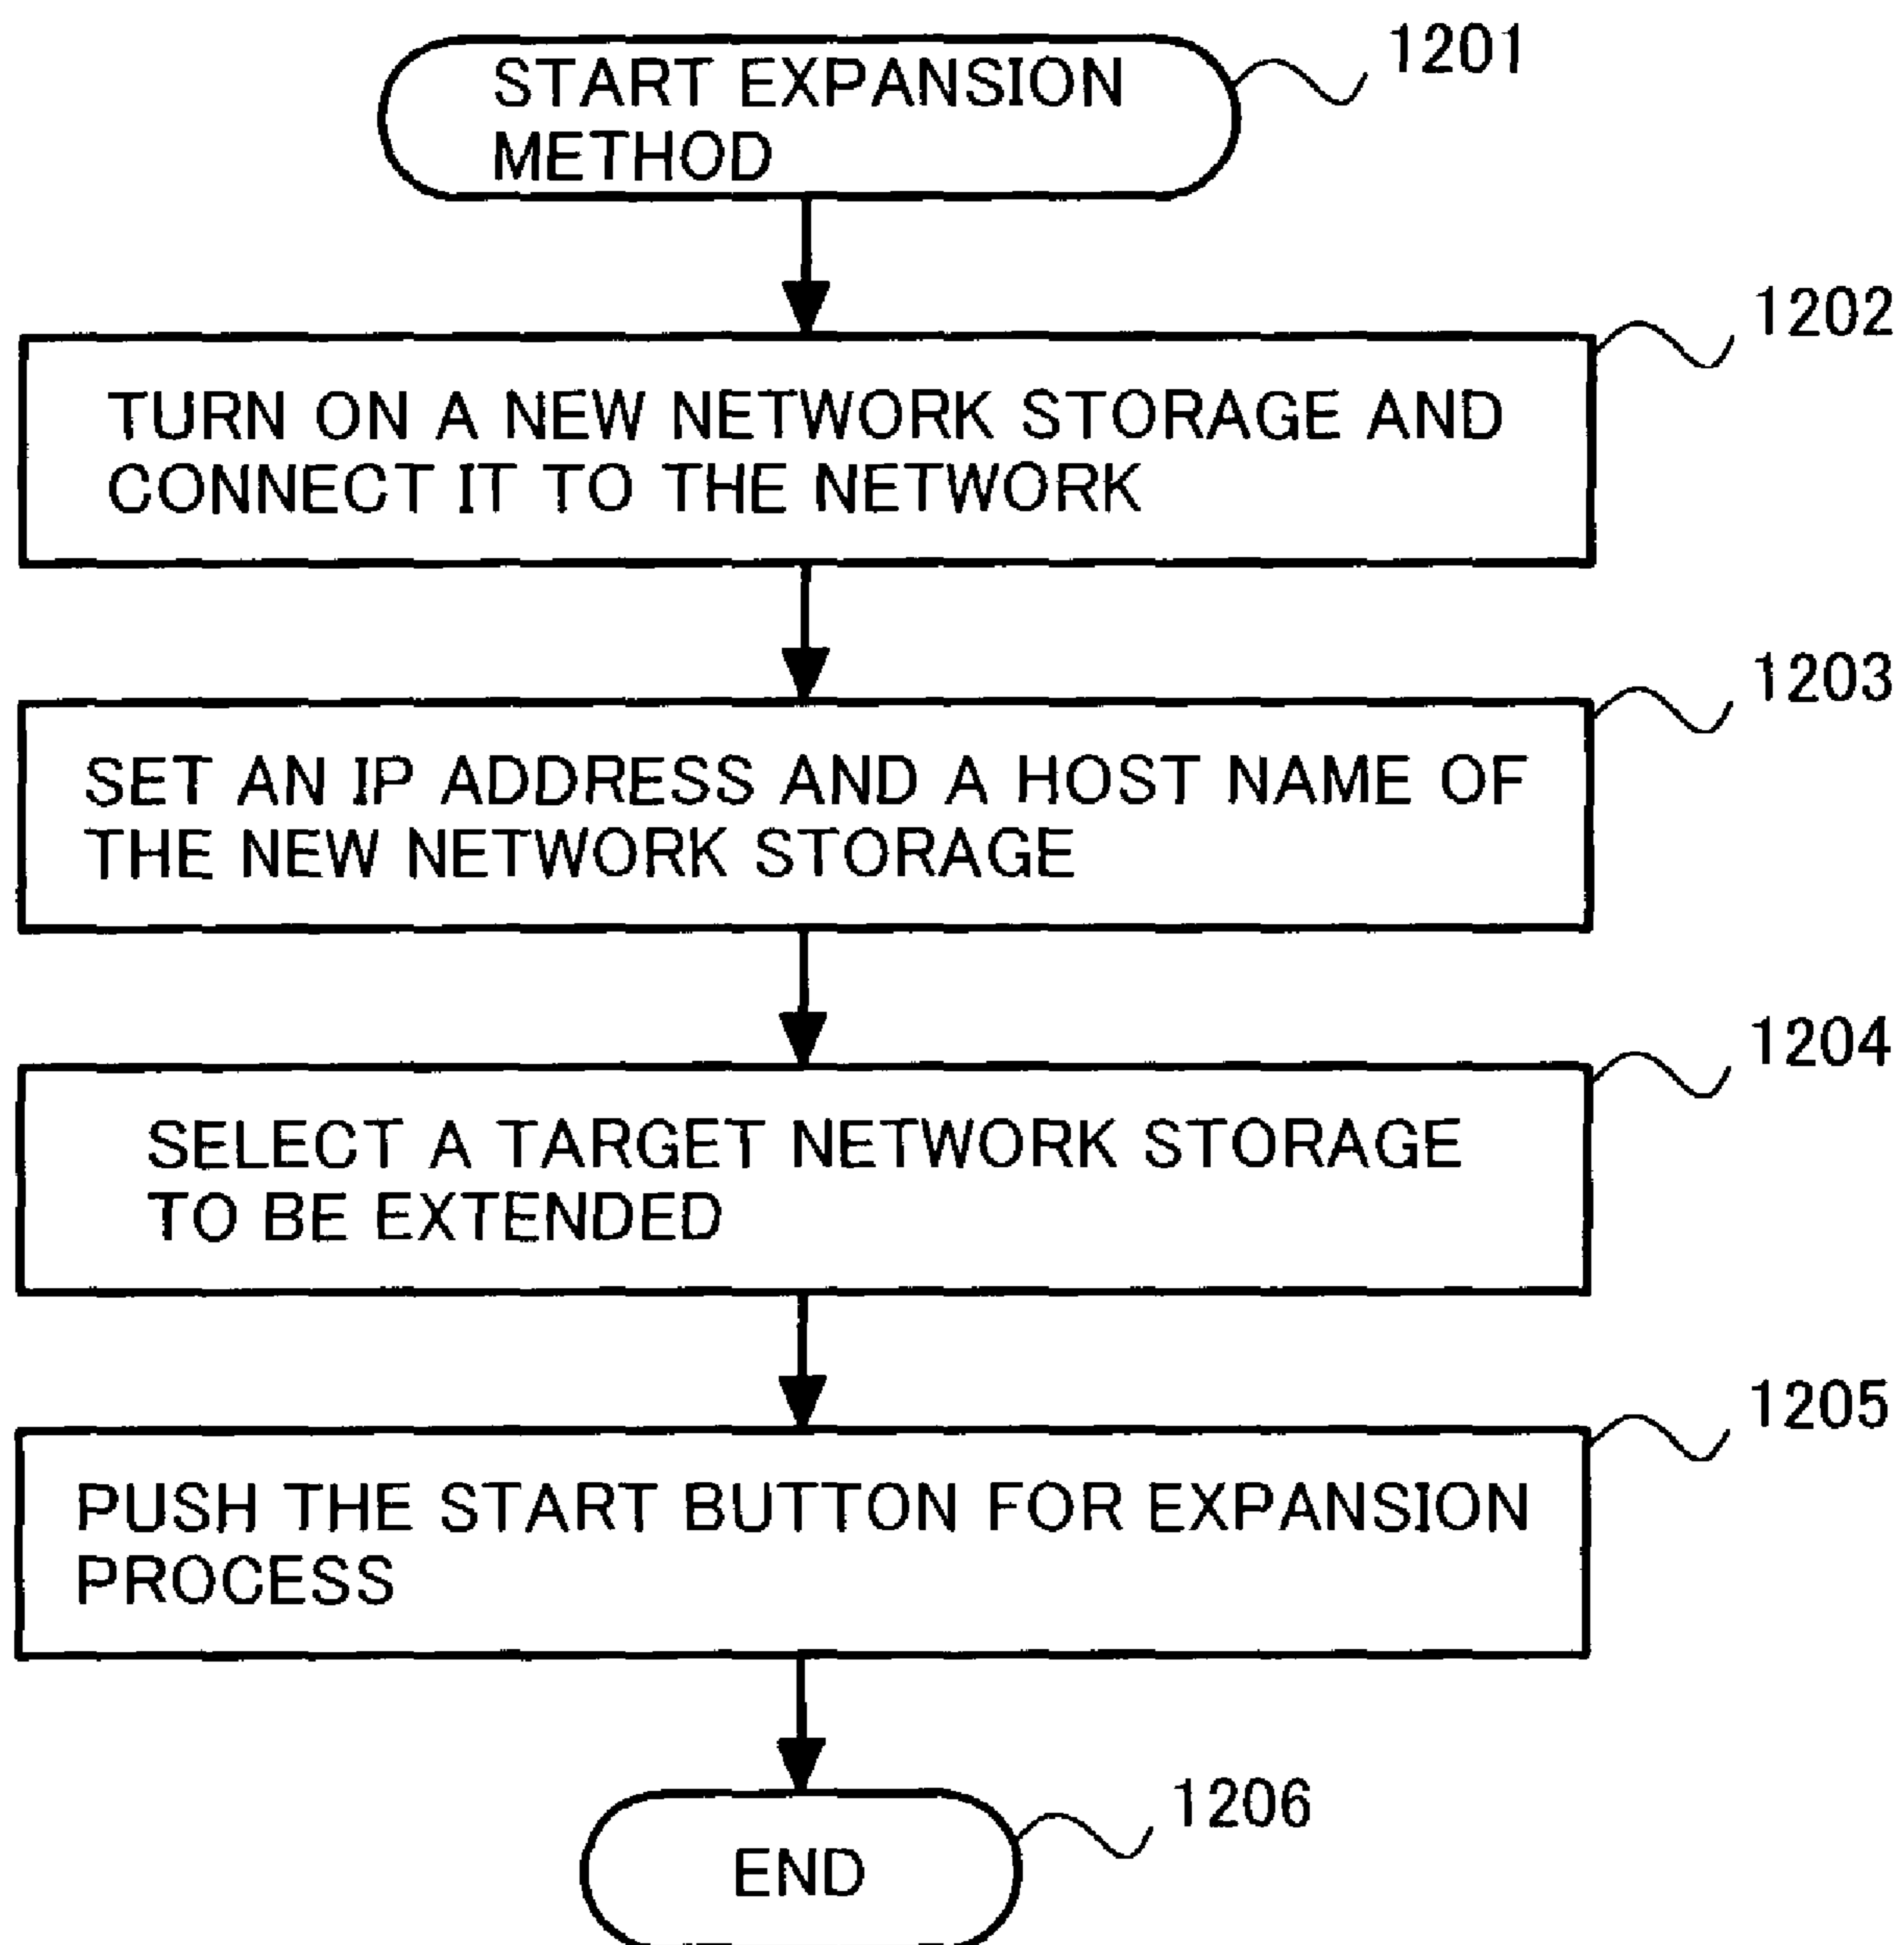 START EXPANSION
METHOD
1201
1202
TURN ON A NEW NETWORK STORAGE AND
CONNECT IT TO THE NETWORK
1203
SET AN IP ADDRESS AND A HOST NAME OF
THE NEW NETWORK STORAGE
1204
SELECT A TARGET NETWORK STORAGE
TO BE EXTENDED
1205
PUSH THE START BUTTON FOR EXPANSION
PROCESS
1206
END